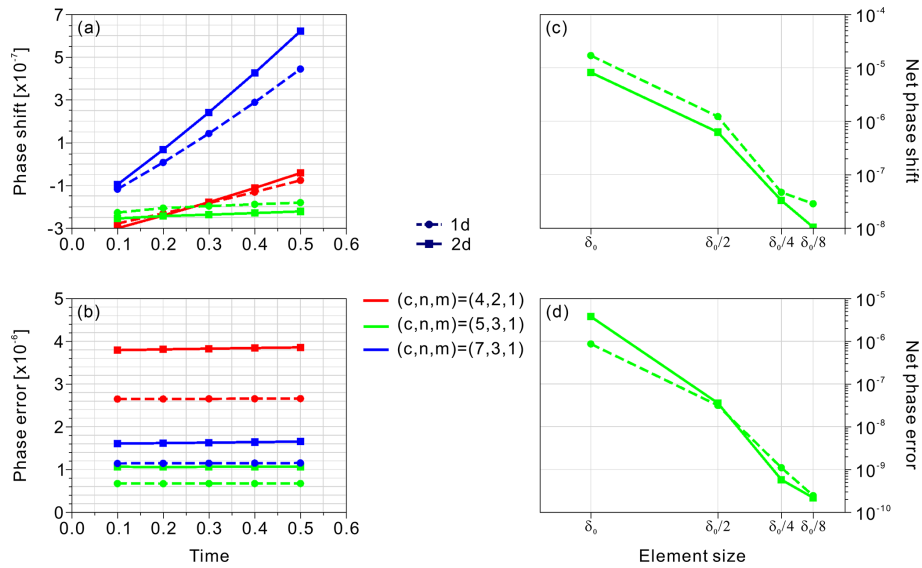 (a)
Phase shift [x10⁻⁷]
7
5
3
1
-1
-3
0.0 0.1 0.2 0.3 0.4 0.5 0.6
(c)
Net phase shift
10⁻⁴
10⁻⁵
10⁻⁶
10⁻⁷
10⁻⁸
δ₀ δ₀/2 δ₀/4 δ₀/8
1d
2d
(c,n,m)=(4,2,1)
(c,n,m)=(5,3,1)
(c,n,m)=(7,3,1)
(b)
Phase error [x10⁻⁶]
5
4
3
2
1
0
0.0 0.1 0.2 0.3 0.4 0.5 0.6
Time
(d)
Net phase error
10⁻⁵
10⁻⁶
10⁻⁷
10⁻⁸
10⁻⁹
10⁻¹⁰
δ₀ δ₀/2 δ₀/4 δ₀/8
Element size